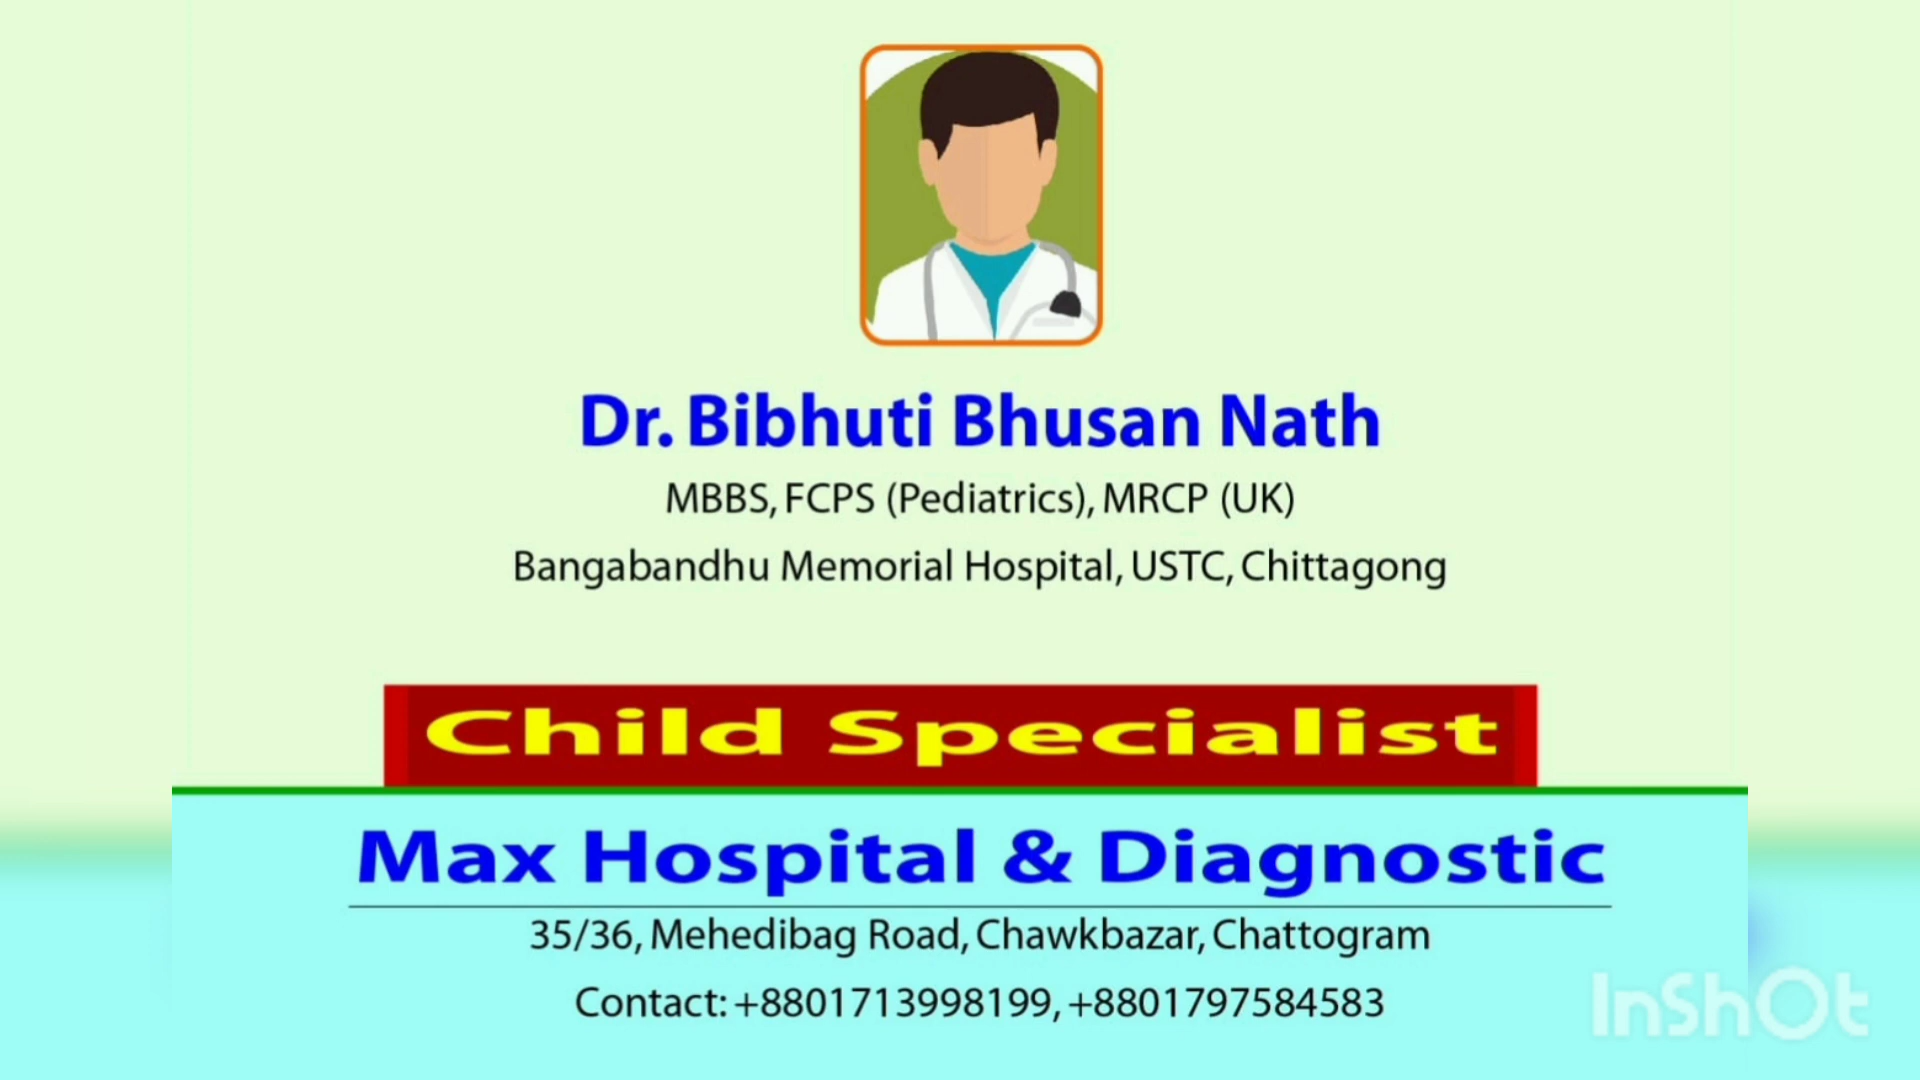 Dr. Bibhuti Bhusan Nath
MBBS, FCPS (Pediatrics), MRCP (UK)
Bangabandhu Memorial Hospital, USTC, Chittagong
Child Specialist
Max Hospital & Diagnostic
35/36, Mehedibag Road, Chawkbazar, Chattogram
Contact: +8801713998199, +8801797584583
InShOt